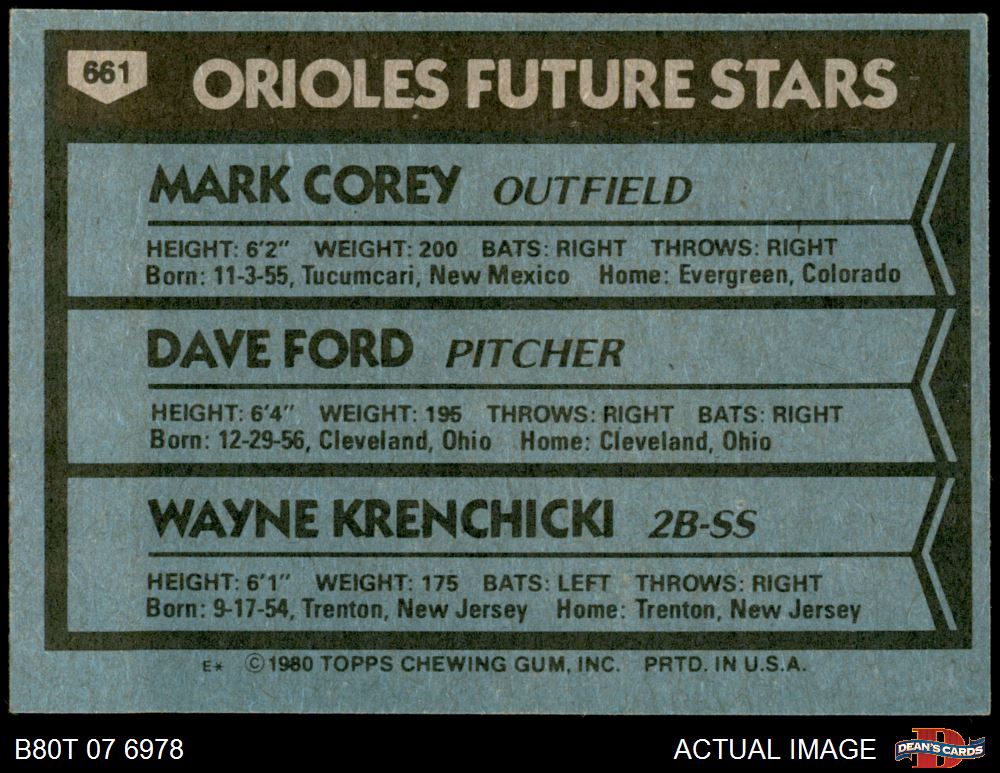 661
ORIOLES FUTURE STARS
MARK COREY OUTFIELD
HEIGHT: 6'2" WEIGHT: 200 BATS: RIGHT THROWS: RIGHT
Born: 11-3-55, Tucumcari, New Mexico Home: Evergreen, Colorado
DAVE FORD PITCHER
HEIGHT: 6'4" WEIGHT: 195 THROWS: RIGHT BATS: RIGHT
Born: 12-29-56, Cleveland, Ohio Home: Cleveland, Ohio
WAYNE KRENCHICKI 2B-SS
HEIGHT: 6'1" WEIGHT: 175 BATS: LEFT THROWS: RIGHT
Born: 9-17-54, Trenton, New Jersey Home: Trenton, New Jersey
E* © 1980 TOPPS CHEWING GUM, INC. PRTD. IN U.S.A.
B80T 07 6978 ACTUAL IMAGE DEAN'S CARDS